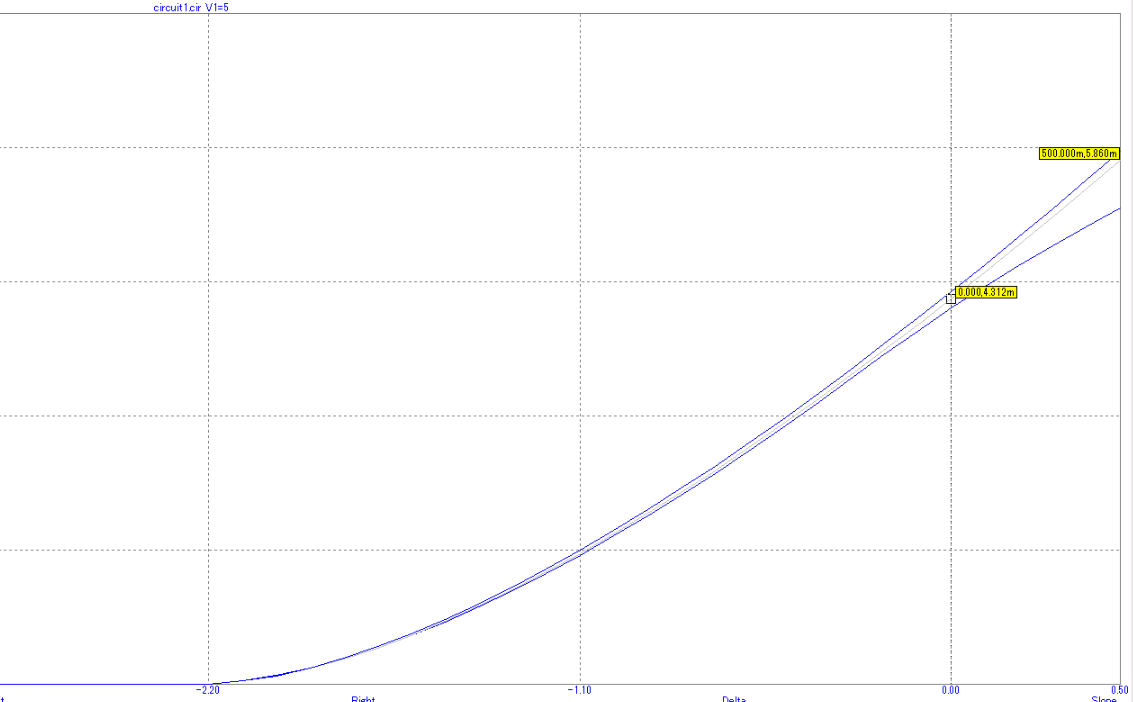 circuit1.cir V1=5
500.000m,5.860m
0.000,4.312m
-2.20
-1.10
0.00
0.50
Right
Delta
Slope